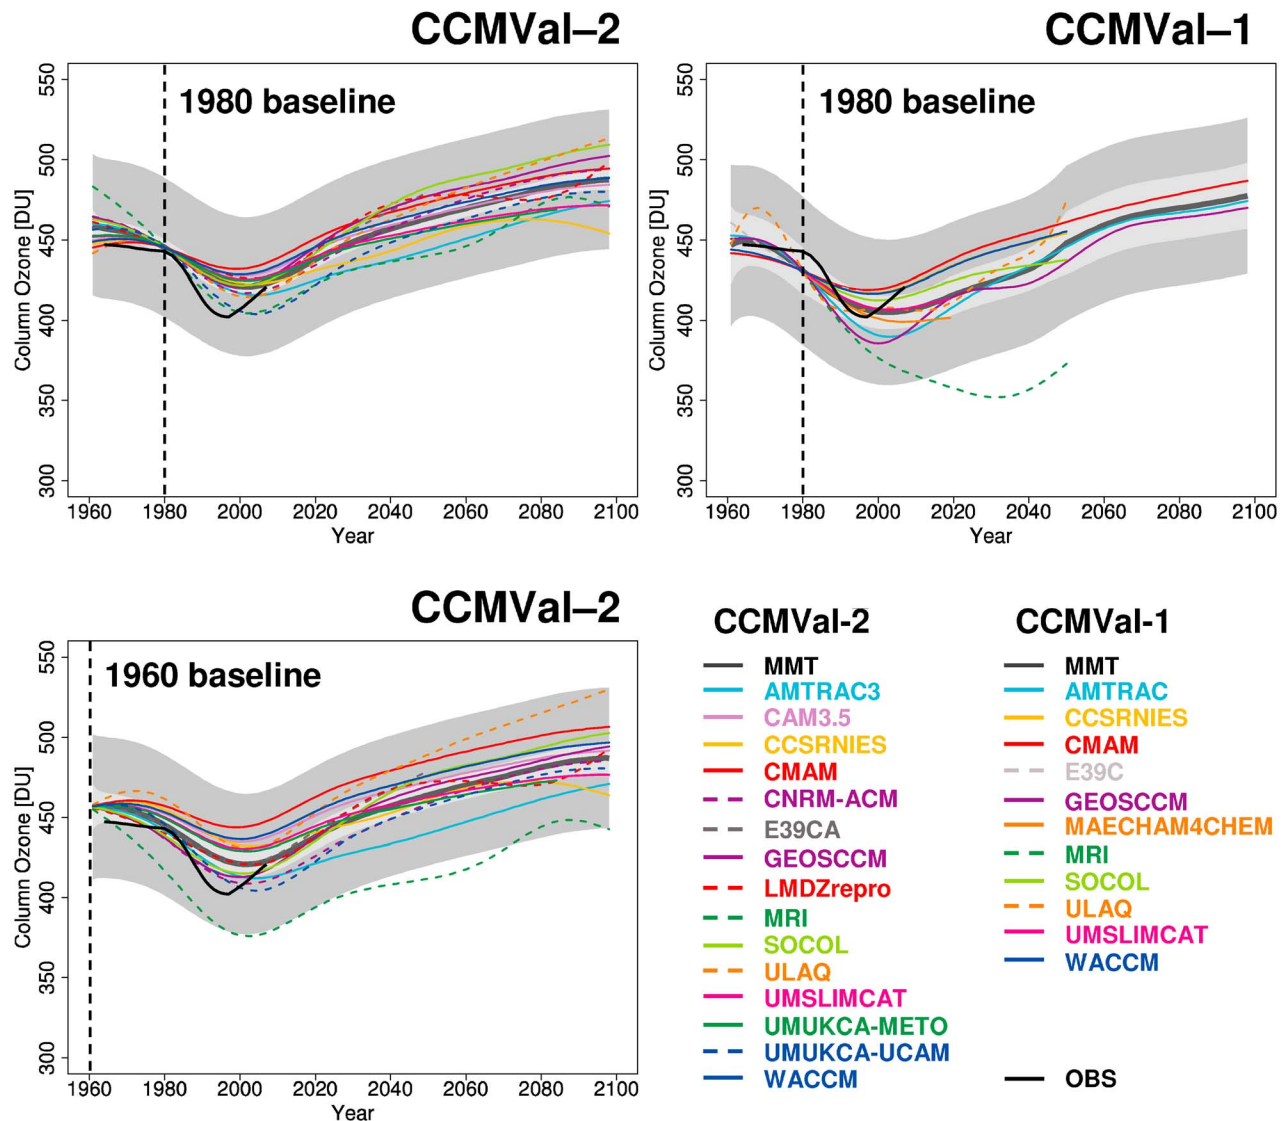 CCMVal–2
CCMVal–1
550
500
450
400
350
300
Column Ozone [DU]
1980 baseline
1960 1980 2000 2020 2040 2060 2080 2100
Year
550
500
450
400
350
300
Column Ozone [DU]
1980 baseline
1960 1980 2000 2020 2040 2060 2080 2100
Year
CCMVal–2
550
500
450
400
350
300
Column Ozone [DU]
1960 baseline
1960 1980 2000 2020 2040 2060 2080 2100
Year
CCMVal-2
MMT
AMTRAC3
CAM3.5
CCSRNIES
CMAM
CNRM-ACM
E39CA
GEOSCCM
LMDZrepro
MRI
SOCOL
ULAQ
UMSLIMCAT
UMUKCA-METO
UMUKCA-UCAM
WACCM
CCMVal-1
MMT
AMTRAC
CCSRNIES
CMAM
E39C
GEOSCCM
MAECHAM4CHEM
MRI
SOCOL
ULAQ
UMSLIMCAT
WACCM
OBS